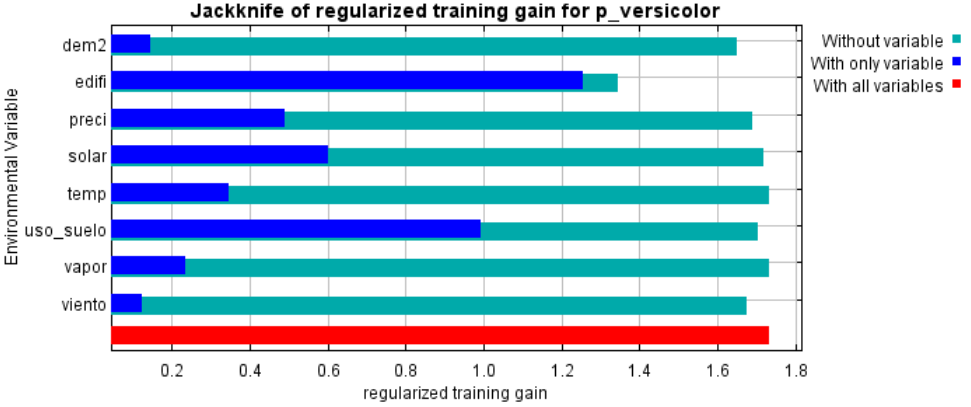 Jackknife of regularized training gain for p_versicolor
Environmental Variable
dem2
edifi
preci
solar
temp
uso_suelo
vapor
viento
Without variable
With only variable
With all variables
0.2 0.4 0.6 0.8 1.0 1.2 1.4 1.6 1.8
regularized training gain